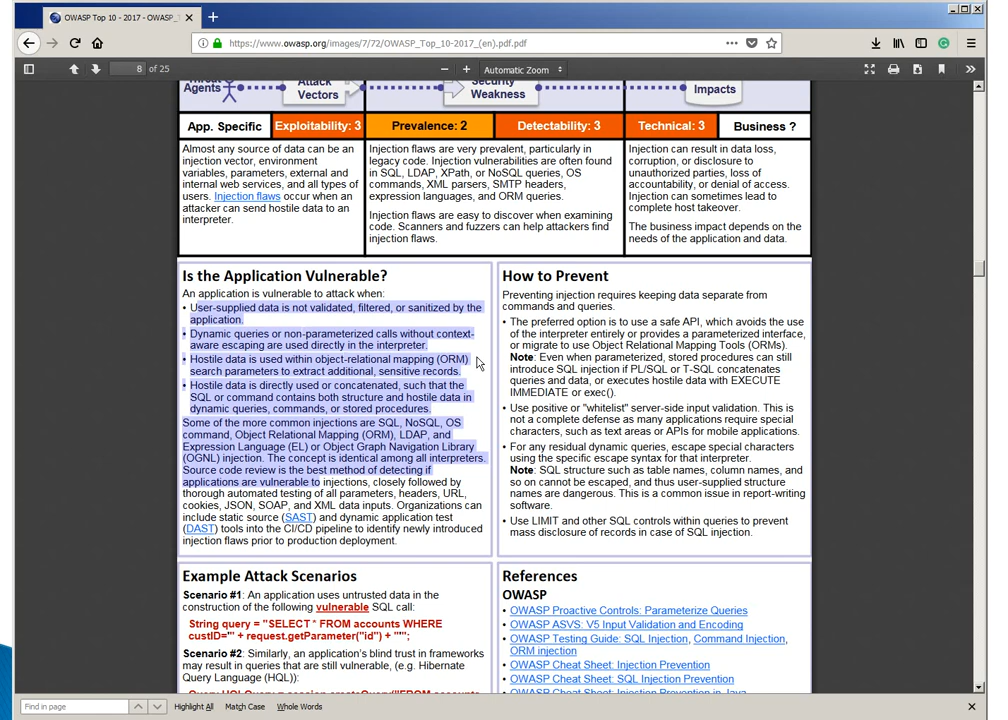 OWASP Top 10 - 2017 - OWASP_T
https://www.owasp.org/images/7/72/OWASP_Top_10-2017_(en).pdf.pdf
8 of 25
Automatic Zoom
Threat
Agents
Attack
Vectors
Security
Weakness
Impacts
App. Specific
Exploitability: 3
Prevalence: 2
Detectability: 3
Technical: 3
Business ?
Almost any source of data can be an
injection vector, environment
variables, parameters, external and
internal web services, and all types of
users. Injection flaws occur when an
attacker can send hostile data to an
interpreter.
Injection flaws are very prevalent, particularly in
legacy code. Injection vulnerabilities are often found
in SQL, LDAP, XPath, or NoSQL queries, OS
commands, XML parsers, SMTP headers,
expression languages, and ORM queries.
Injection flaws are easy to discover when examining
code. Scanners and fuzzers can help attackers find
injection flaws.
Injection can result in data loss,
corruption, or disclosure to
unauthorized parties, loss of
accountability, or denial of access.
Injection can sometimes lead to
complete host takeover.
The business impact depends on the
needs of the application and data.
Is the Application Vulnerable?
An application is vulnerable to attack when:
• User-supplied data is not validated, filtered, or sanitized by the
application.
• Dynamic queries or non-parameterized calls without context-
aware escaping are used directly in the interpreter.
• Hostile data is used within object-relational mapping (ORM)
search parameters to extract additional, sensitive records.
• Hostile data is directly used or concatenated, such that the
SQL or command contains both structure and hostile data in
dynamic queries, commands, or stored procedures.
Some of the more common injections are SQL, NoSQL, OS
command, Object Relational Mapping (ORM), LDAP, and
Expression Language (EL) or Object Graph Navigation Library
(OGNL) injection. The concept is identical among all interpreters.
Source code review is the best method of detecting if
applications are vulnerable to injections, closely followed by
thorough automated testing of all parameters, headers, URL,
cookies, JSON, SOAP, and XML data inputs. Organizations can
include static source (SAST) and dynamic application test
(DAST) tools into the CI/CD pipeline to identify newly introduced
injection flaws prior to production deployment.
How to Prevent
Preventing injection requires keeping data separate from
commands and queries.
• The preferred option is to use a safe API, which avoids the use
of the interpreter entirely or provides a parameterized interface,
or migrate to use Object Relational Mapping Tools (ORMs).
Note: Even when parameterized, stored procedures can still
introduce SQL injection if PL/SQL or T-SQL concatenates
queries and data, or executes hostile data with EXECUTE
IMMEDIATE or exec().
• Use positive or "whitelist" server-side input validation. This is
not a complete defense as many applications require special
characters, such as text areas or APIs for mobile applications.
• For any residual dynamic queries, escape special characters
using the specific escape syntax for that interpreter.
Note: SQL structure such as table names, column names, and
so on cannot be escaped, and thus user-supplied structure
names are dangerous. This is a common issue in report-writing
software.
• Use LIMIT and other SQL controls within queries to prevent
mass disclosure of records in case of SQL injection.
Example Attack Scenarios
Scenario #1: An application uses untrusted data in the
construction of the following vulnerable SQL call:
String query = "SELECT * FROM accounts WHERE
custID='" + request.getParameter("id") + "'";
Scenario #2: Similarly, an application's blind trust in frameworks
may result in queries that are still vulnerable, (e.g. Hibernate
Query Language (HQL)):
Query HQLQuery = session.createQuery("FROM accounts
References
OWASP
• OWASP Proactive Controls: Parameterize Queries
• OWASP ASVS: V5 Input Validation and Encoding
• OWASP Testing Guide: SQL Injection, Command Injection,
ORM injection
• OWASP Cheat Sheet: Injection Prevention
• OWASP Cheat Sheet: SQL Injection Prevention
• OWASP Cheat Sheet: Injection Prevention in Java
Find in page
Highlight All
Match Case
Whole Words